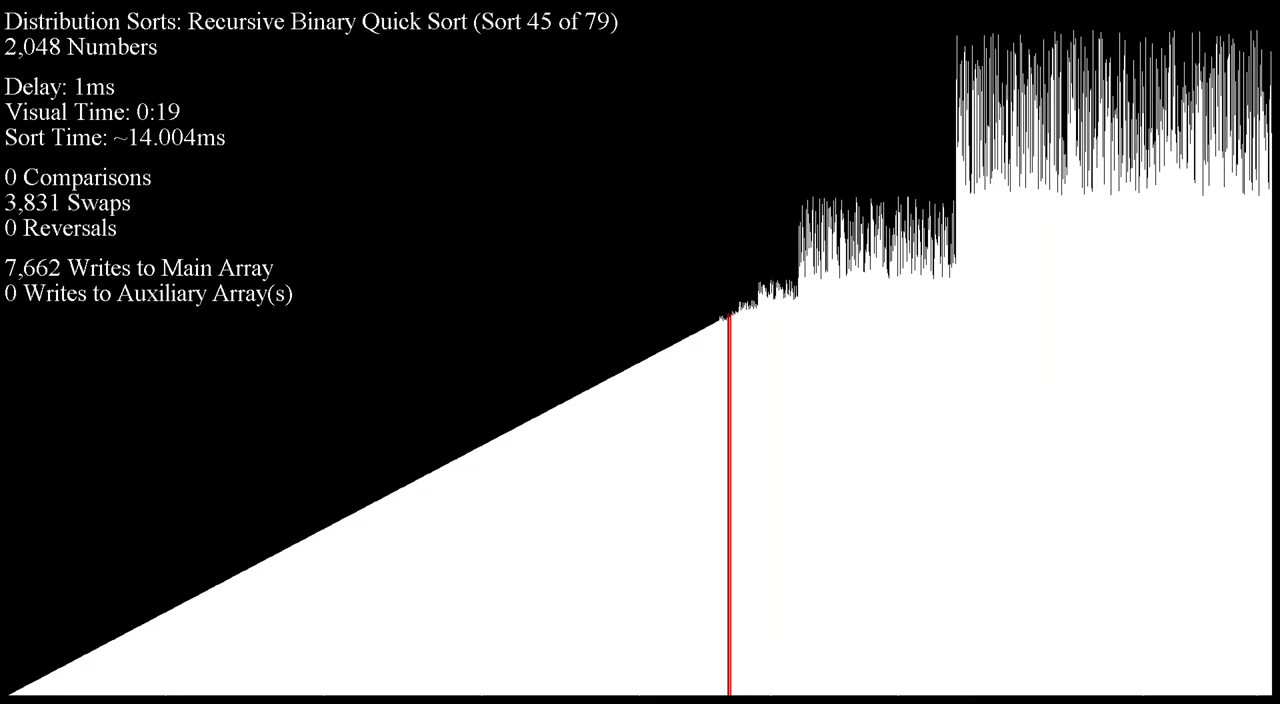 Distribution Sorts: Recursive Binary Quick Sort (Sort 45 of 79)
2,048 Numbers
Delay: 1ms
Visual Time: 0:19
Sort Time: ~14.004ms
0 Comparisons
3,831 Swaps
0 Reversals
7,662 Writes to Main Array
0 Writes to Auxiliary Array(s)